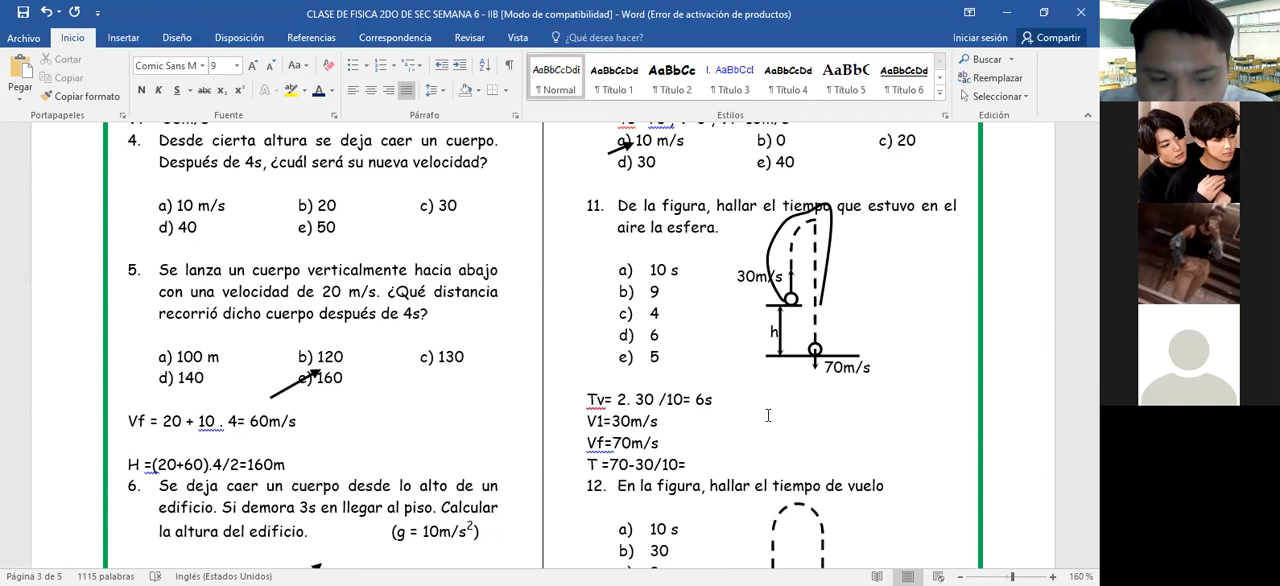 CLASE DE FISICA 2DO DE SEC SEMANA 6 - IIB [Modo de compatibilidad] - Word (Error de activación de productos)
Archivo Inicio Insertar Diseño Disposición Referencias Correspondencia Revisar Vista ¿Qué desea hacer? Iniciar sesión Compartir
Pegar
Cortar
Copiar
Copiar formato
Comic Sans M 9
N K S abc x₂ x²
AaBbCcDdE AaBbCcDd AaBbCc I. AaBbCcI AaBbCcDd AaBbC AaBbCcDd
¶ Normal ¶ Título 1 ¶ Título 2 ¶ Título 3 ¶ Título 4 ¶ Título 5 ¶ Título 6
Buscar
Reemplazar
Seleccionar
Portapapeles Fuente Párrafo Estilos Edición
4. Desde cierta altura se deja caer un cuerpo.
Después de 4s, ¿cuál será su nueva velocidad?
a) 10 m/s b) 20 c) 30
d) 40 e) 50
5. Se lanza un cuerpo verticalmente hacia abajo
con una velocidad de 20 m/s. ¿Qué distancia
recorrió dicho cuerpo después de 4s?
a) 100 m b) 120 c) 130
d) 140 e) 160
Vf = 20 + 10 . 4= 60m/s
H =(20+60).4/2=160m
6. Se deja caer un cuerpo desde lo alto de un
edificio. Si demora 3s en llegar al piso. Calcular
la altura del edificio. (g = 10m/s²)
a) 10 m/s b) 0 c) 20
d) 30 e) 40
11. De la figura, hallar el tiempo que estuvo en el
aire la esfera.
a) 10 s
b) 9
c) 4
d) 6
e) 5
30m/s
h
70m/s
Tv= 2. 30 /10= 6s
V1=30m/s
Vf=70m/s
T =70-30/10=
12. En la figura, hallar el tiempo de vuelo
a) 10 s
b) 30
Página 3 de 5 1115 palabras Inglés (Estados Unidos) 160 %